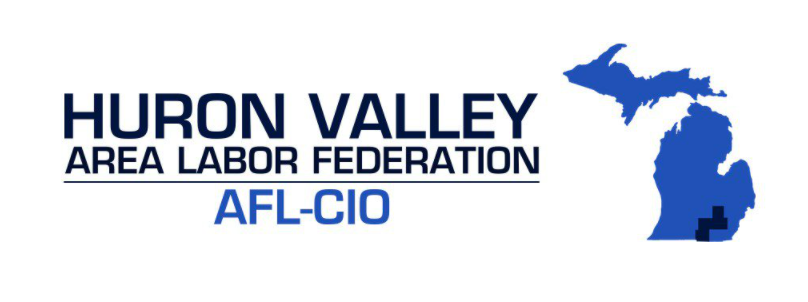 HURON VALLEY
AREA LABOR FEDERATION
AFL-CIO